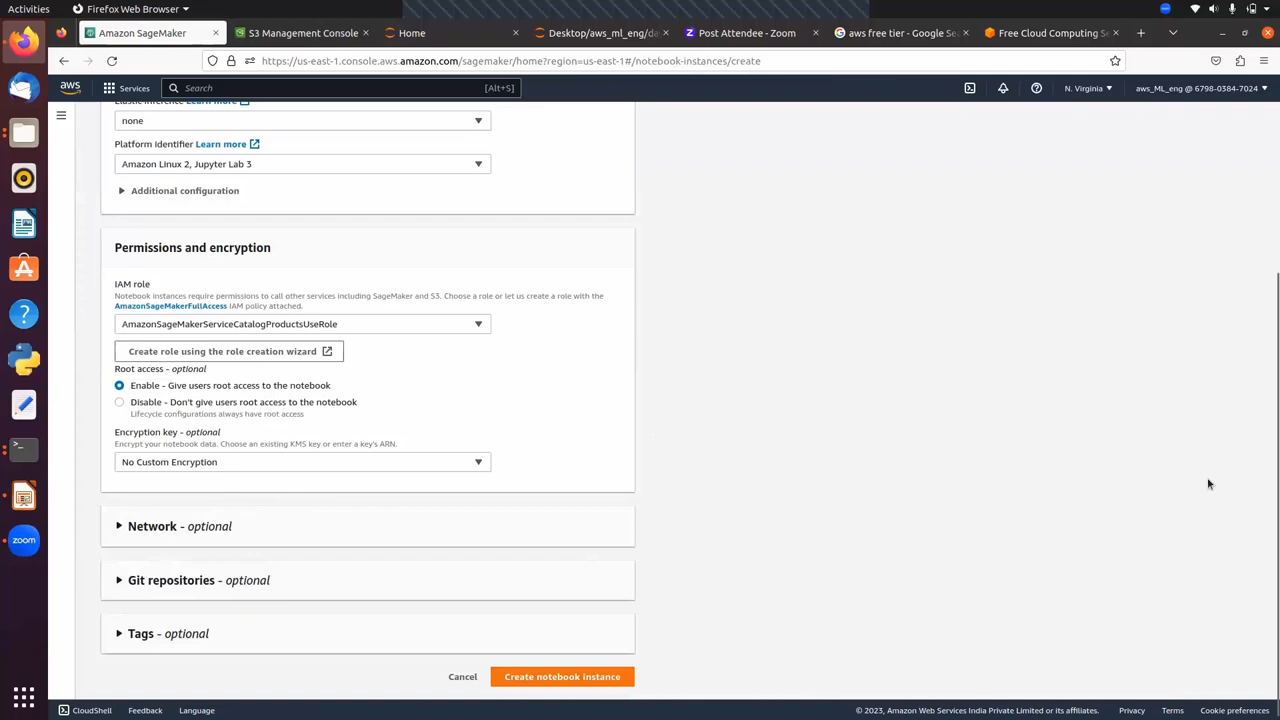 Activities
Firefox Web Browser
Amazon SageMaker
S3 Management Console
Home
Desktop/aws_ml_eng/de
Post Attendee - Zoom
aws free tier - Google Se
Free Cloud Computing Se
https://us-east-1.console.aws.amazon.com/sagemaker/home?region=us-east-1#/notebook-instances/create
aws
Services
Search
[Alt+S]
N. Virginia
aws_ML_eng @ 6798-0384-7024
Elastic Inference Learn more
none
Platform identifier Learn more
Amazon Linux 2, Jupyter Lab 3
Additional configuration
Permissions and encryption
IAM role
Notebook instances require permissions to call other services including SageMaker and S3. Choose a role or let us create a role with the
AmazonSageMakerFullAccess IAM policy attached.
AmazonSageMakerServiceCatalogProductsUseRole
Create role using the role creation wizard
Root access - optional
Enable - Give users root access to the notebook
Disable - Don't give users root access to the notebook
Lifecycle configurations always have root access
Encryption key - optional
Encrypt your notebook data. Choose an existing KMS key or enter a key's ARN.
No Custom Encryption
Network - optional
Git repositories - optional
Tags - optional
Cancel
Create notebook instance
zoom
CloudShell
Feedback
Language
© 2023, Amazon Web Services India Private Limited or its affiliates.
Privacy
Terms
Cookie preferences